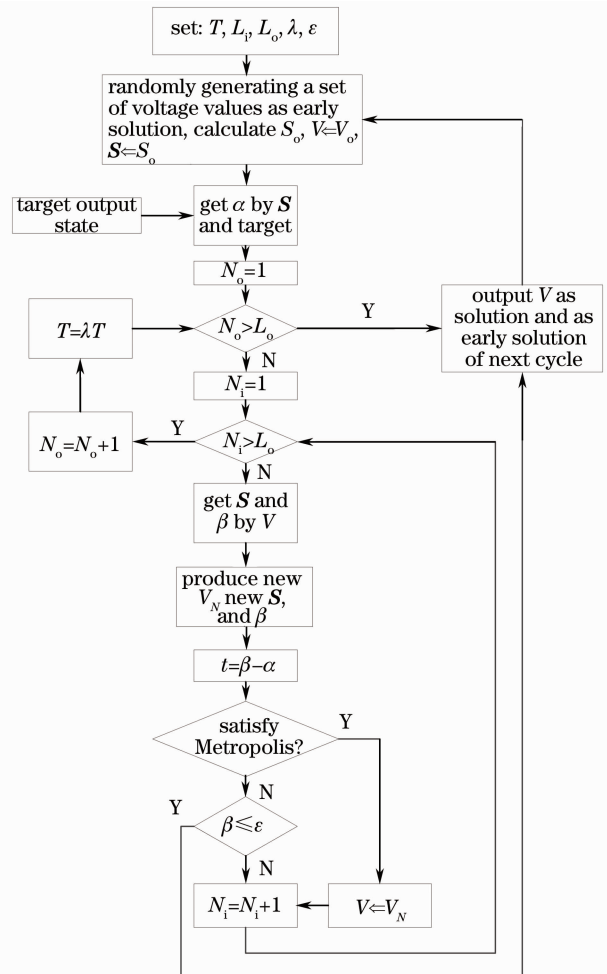 set: T, Lᵢ, Lₒ, λ, ε
randomly generating a set
of voltage values as early
solution, calculate Sₒ, V⇐Vₒ,
S⇐Sₒ
target output
state
get α by S
and target
Nₒ=1
T=λT
Nₒ>Lₒ
Y
output V as
solution and as
early solution
of next cycle
N
Nᵢ=1
Nₒ=Nₒ+1
Y
Nᵢ>Lₒ
N
get S and
β by V
produce new
V_N new S,
and β
t=β−α
satisfy
Metropolis?
Y
N
Y
β≤ε
N
Nᵢ=Nᵢ+1
V⇐V_N